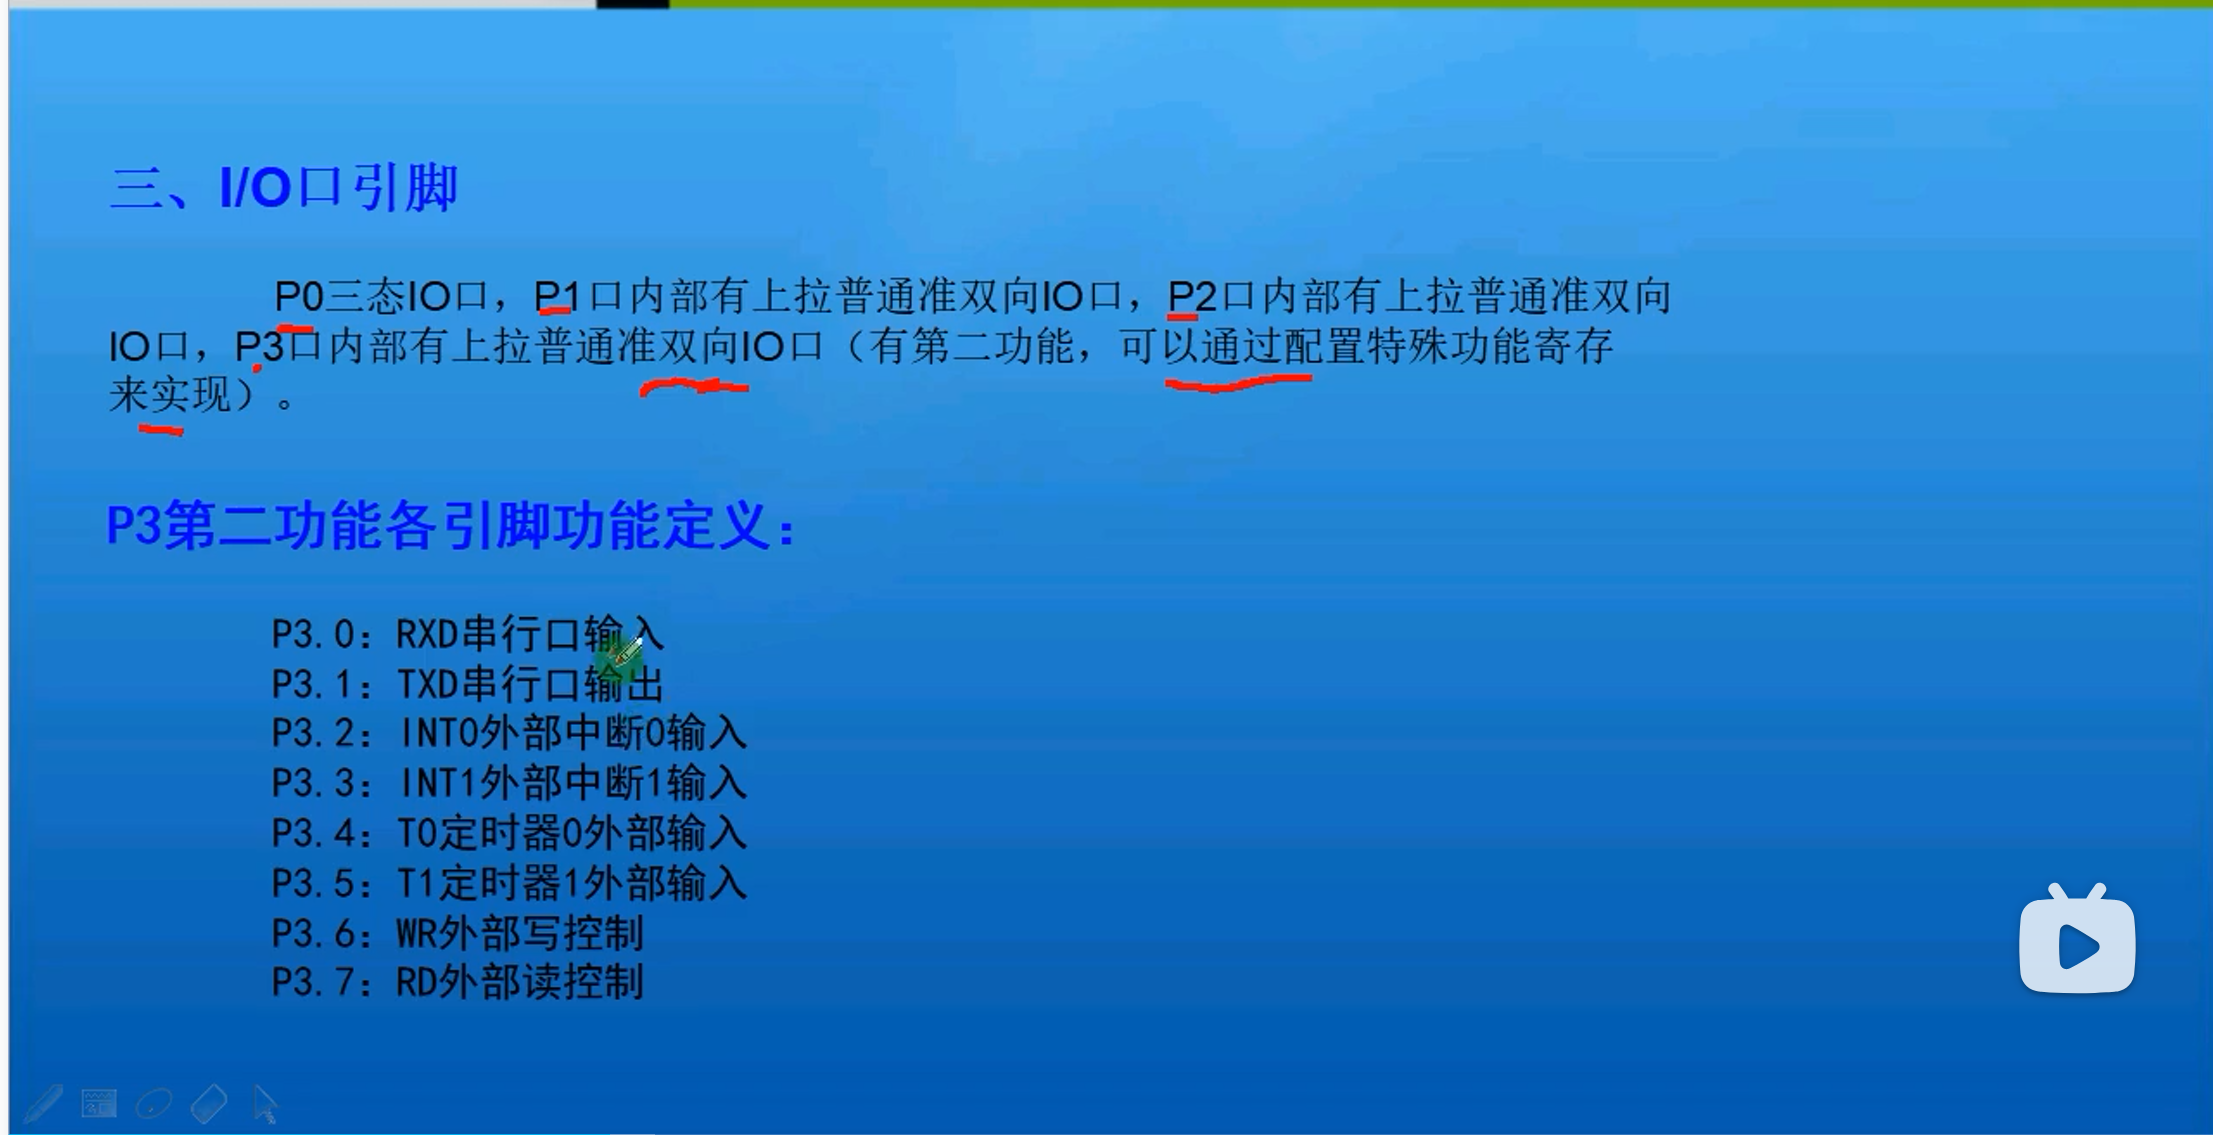 三、I/O口引脚
P0三态IO口，P1口内部有上拉普通准双向IO口，P2口内部有上拉普通准双向
IO口，P3口内部有上拉普通准双向IO口（有第二功能，可以通过配置特殊功能寄存
来实现）。
P3第二功能各引脚功能定义：
P3.0：RXD串行口输入
P3.1：TXD串行口输出
P3.2：INT0外部中断0输入
P3.3：INT1外部中断1输入
P3.4：T0定时器0外部输入
P3.5：T1定时器1外部输入
P3.6：WR外部写控制
P3.7：RD外部读控制